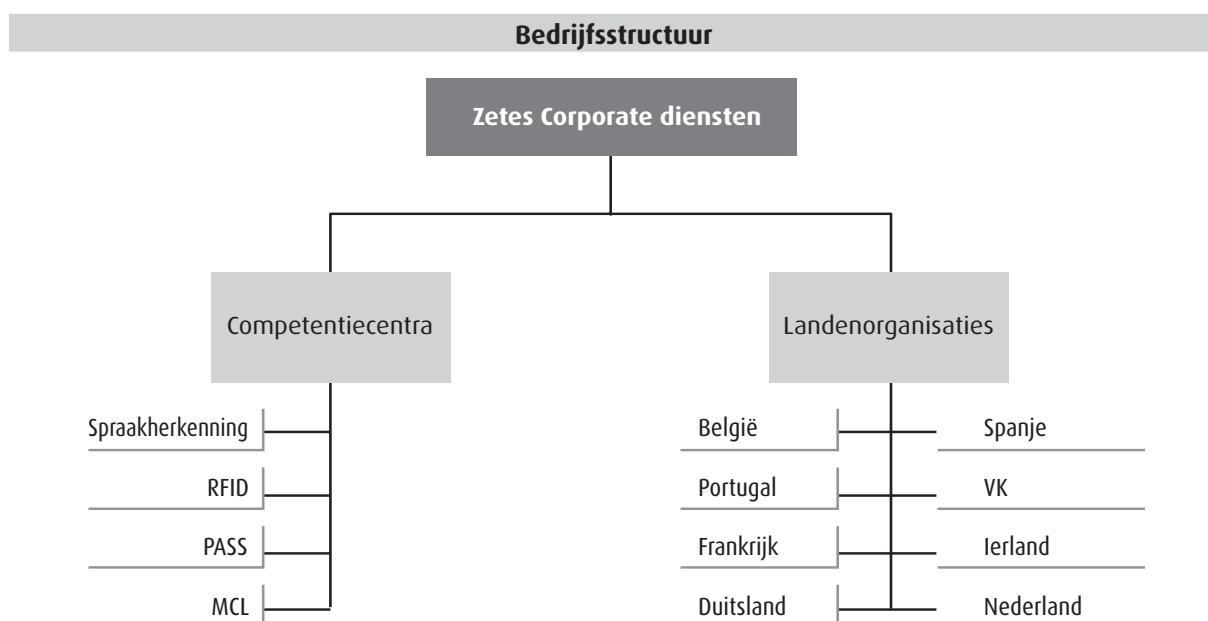 Bedrijfsstructuur
Zetes Corporate diensten
Competentiecentra
Landenorganisaties
Spraakherkenning
RFID
PASS
MCL
België
Spanje
Portugal
VK
Frankrijk
Ierland
Duitsland
Nederland